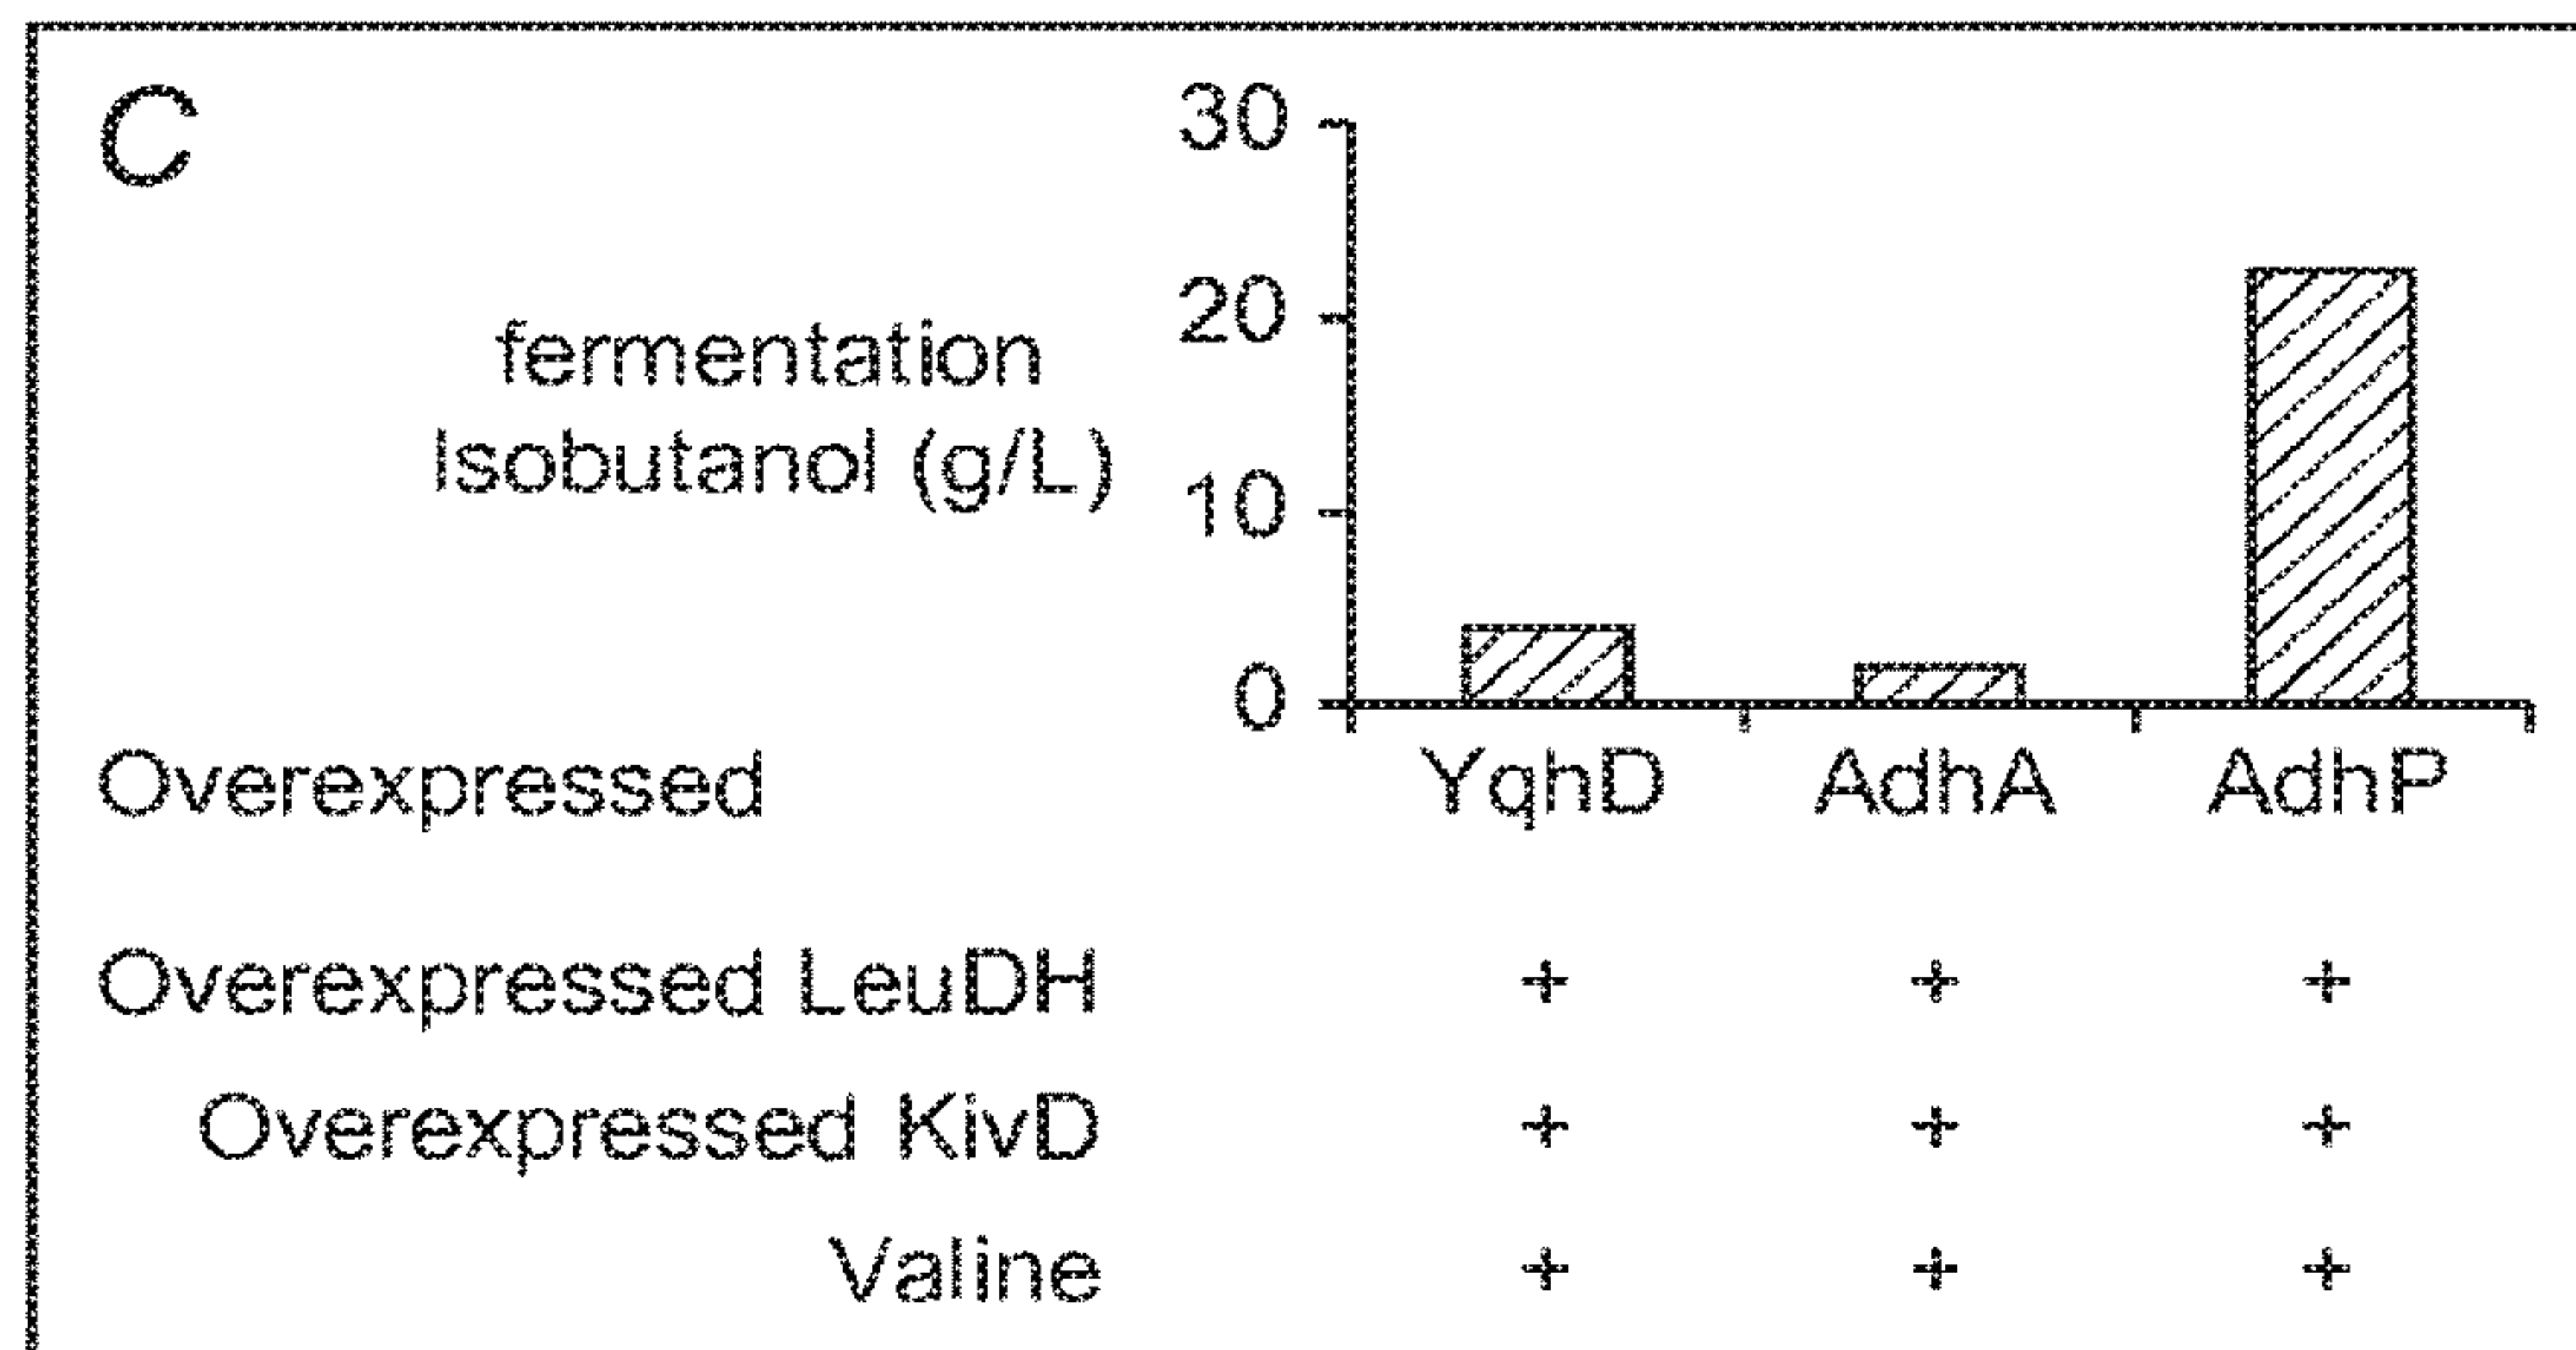 C
30
20
10
0
fermentation
Isobutanol (g/L)
Overexpressed YqhD AdhA AdhP
Overexpressed LeuDH + + +
Overexpressed KivD + + +
Valine + + +